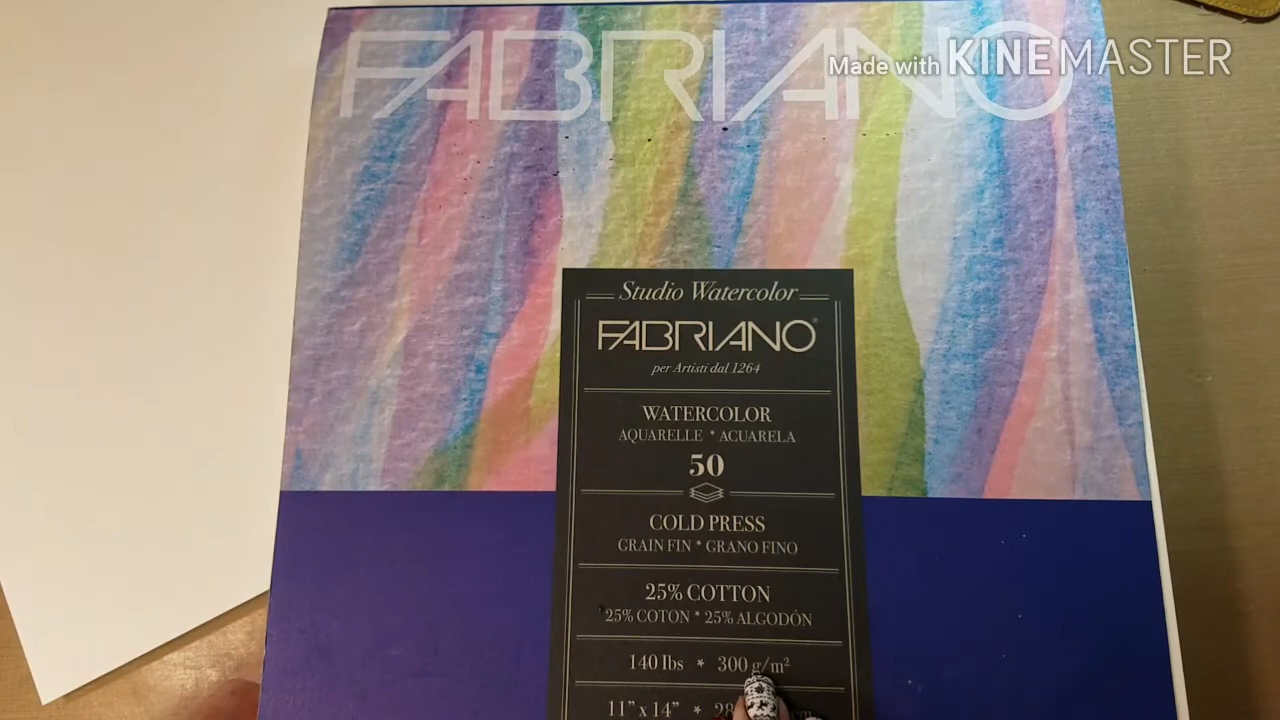 FABRIANO
Made with KINEMASTER
Studio Watercolor
FABRIANO®
per Artisti dal 1264
WATERCOLOR
AQUARELLE * ACUARELA
50
COLD PRESS
GRAIN FIN * GRANO FINO
25% COTTON
25% COTON * 25% ALGODÓN
140 lbs * 300 g/m²
11" x 14" *